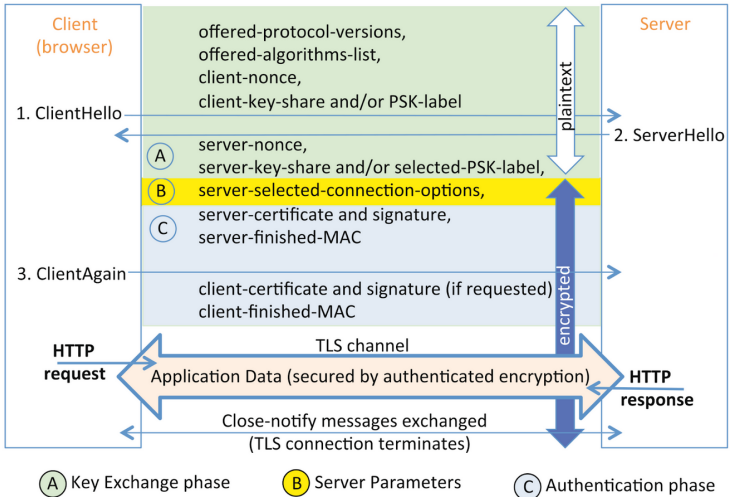 Client
(browser)
Server
offered-protocol-versions,
offered-algorithms-list,
client-nonce,
client-key-share and/or PSK-label
plaintext
1. ClientHello
2. ServerHello
A
server-nonce,
server-key-share and/or selected-PSK-label,
B
server-selected-connection-options,
C
server-certificate and signature,
server-finished-MAC
3. ClientAgain
client-certificate and signature (if requested)
client-finished-MAC
encrypted
TLS channel
HTTP
request
Application Data (secured by authenticated encryption)
HTTP
response
Close-notify messages exchanged
(TLS connection terminates)
A Key Exchange phase
B Server Parameters
C Authentication phase